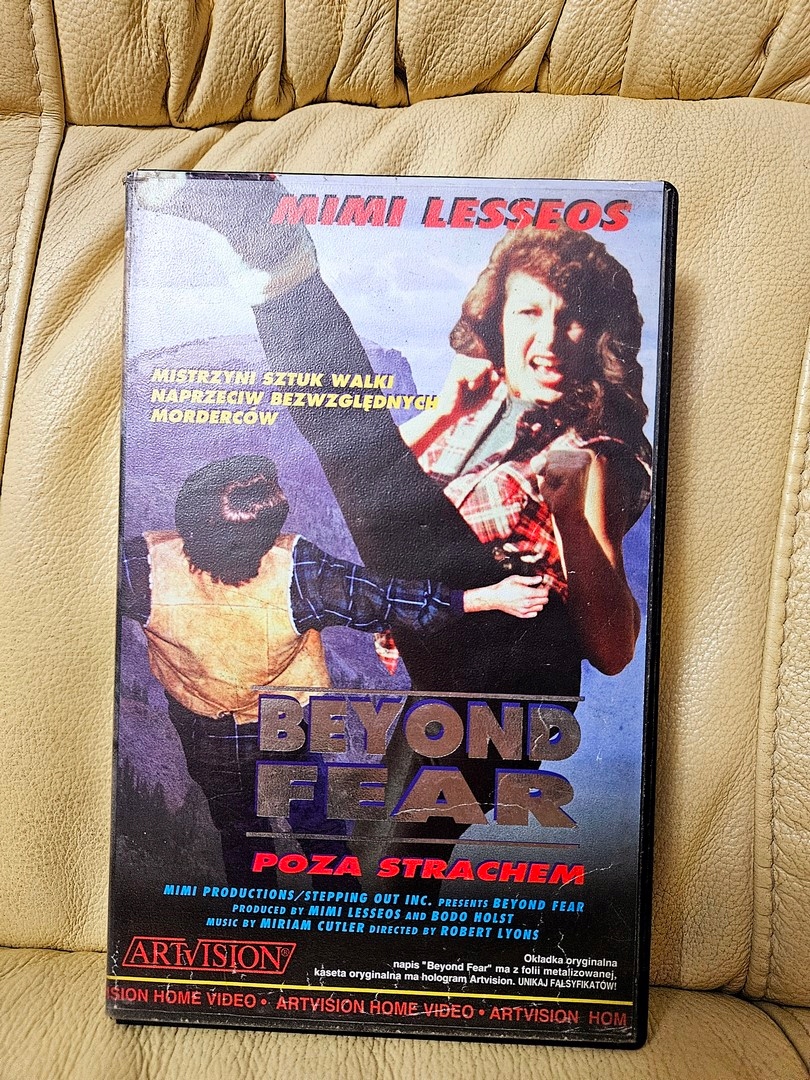 MIMI LESSEOS
MISTRZYNI SZTUK WALKI
NAPRZECIW BEZWZGLĘDNYCH
MORDERCÓW
BEYOND
FEAR
POZA STRACHEM
MIMI PRODUCTIONS/STEPPING OUT INC. PRESENTS BEYOND FEAR
PRODUCED BY MIMI LESSEOS AND BODO HOLST
MUSIC BY MIRIAM CUTLER DIRECTED BY ROBERT LYONS
ARTVISION®
Okładka oryginalna
napis "Beyond Fear" ma z folii metalizowanej,
kaseta oryginalna ma hologram Artvision. UNIKAJ FAŁSYFIKATÓW!
SION HOME VIDEO • ARTVISION HOME VIDEO • ARTVISION HOM